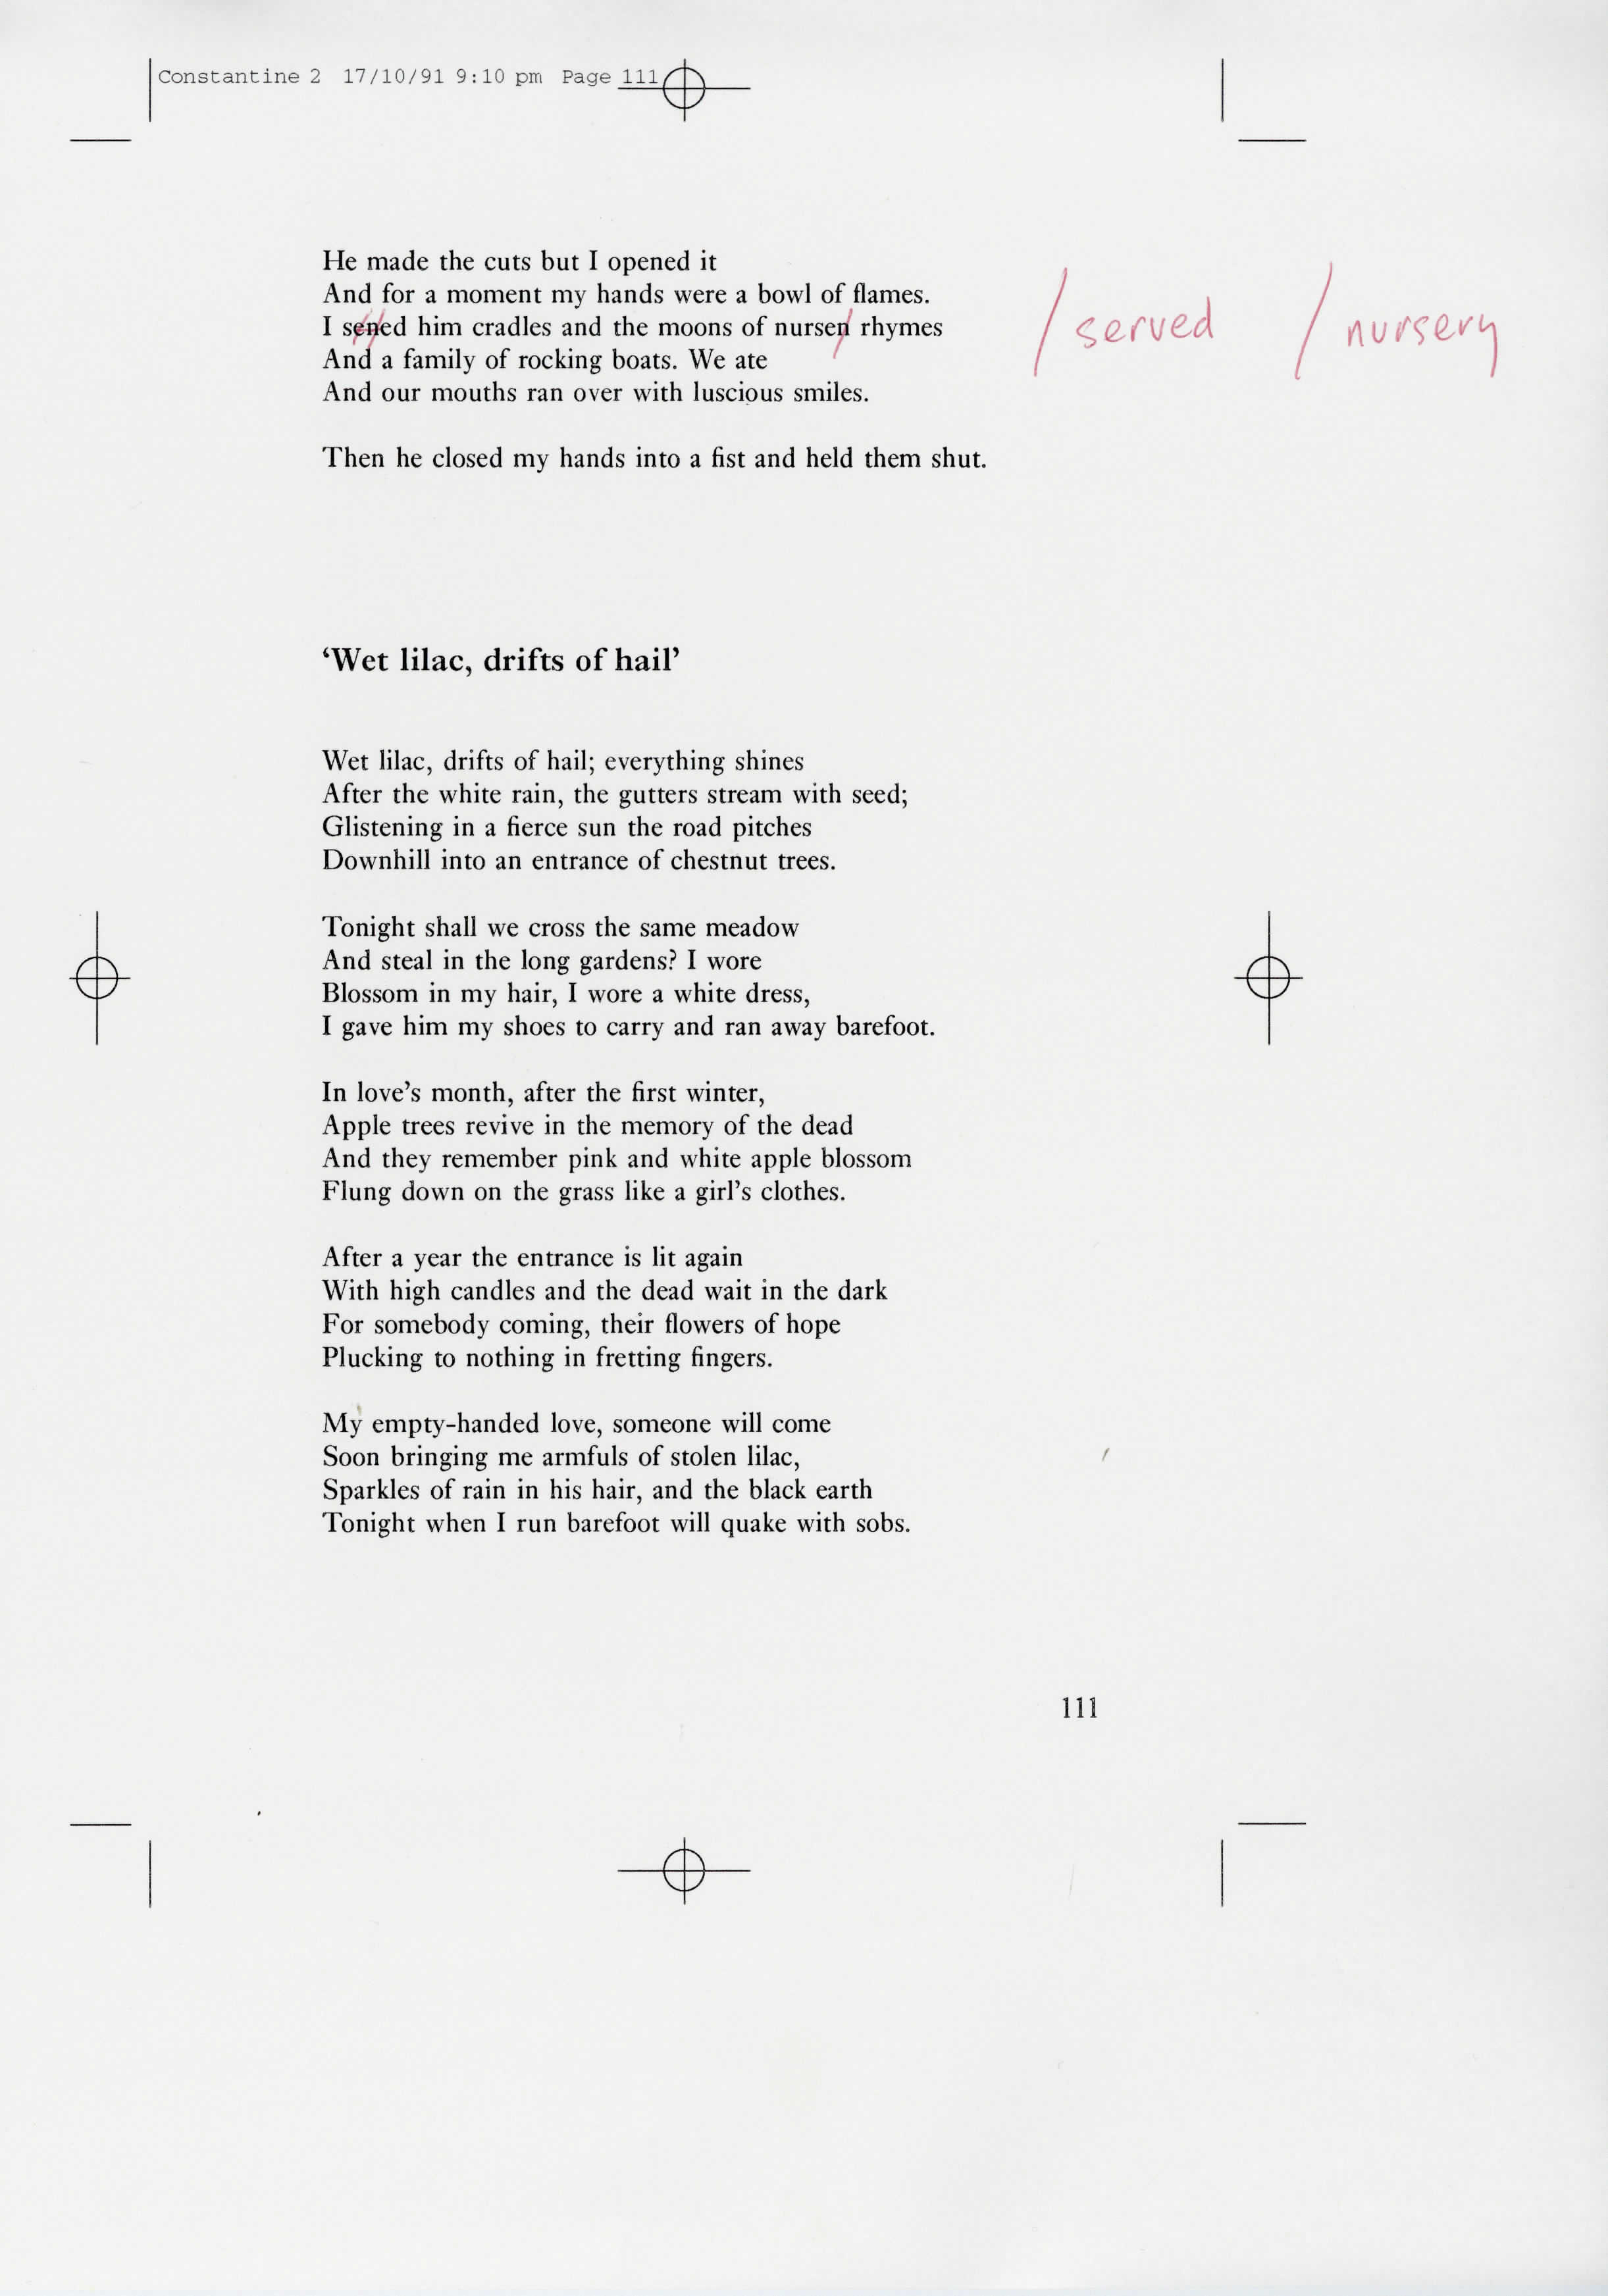 Constantine 2 17/10/91 9:10 pm Page 111
He made the cuts but I opened it
And for a moment my hands were a bowl of flames.
I sened him cradles and the moons of nursen rhymes / served / nursery
And a family of rocking boats. We ate
And our mouths ran over with luscious smiles.
Then he closed my hands into a fist and held them shut.
‘Wet lilac, drifts of hail’
Wet lilac, drifts of hail; everything shines
After the white rain, the gutters stream with seed;
Glistening in a fierce sun the road pitches
Downhill into an entrance of chestnut trees.
Tonight shall we cross the same meadow
And steal in the long gardens? I wore
Blossom in my hair, I wore a white dress,
I gave him my shoes to carry and ran away barefoot.
In love’s month, after the first winter,
Apple trees revive in the memory of the dead
And they remember pink and white apple blossom
Flung down on the grass like a girl’s clothes.
After a year the entrance is lit again
With high candles and the dead wait in the dark
For somebody coming, their flowers of hope
Plucking to nothing in fretting fingers.
My empty-handed love, someone will come
Soon bringing me armfuls of stolen lilac,
Sparkles of rain in his hair, and the black earth
Tonight when I run barefoot will quake with sobs.
111